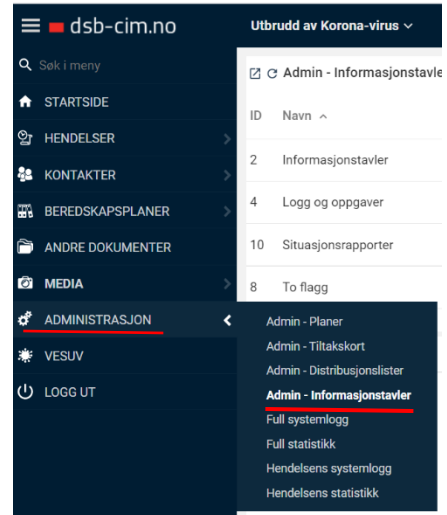 dsb-cim.no
Utbrudd av Korona-virus
Søk i meny
Admin - Informasjonstavle
STARTSIDE
ID Navn
HENDELSER
2 Informasjonstavler
KONTAKTER
4 Logg og oppgaver
BEREDSKAPSPLANER
ANDRE DOKUMENTER
10 Situasjonsrapporter
MEDIA
8 To flagg
ADMINISTRASJON
Admin - Planer
Admin - Tiltakskort
VESUV
Admin - Distribusjonslister
LOGG UT
Admin - Informasjonstavler
Full systemlogg
Full statistikk
Hendelsens systemlogg
Hendelsens statistikk